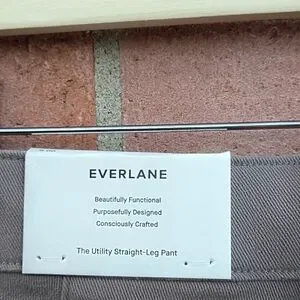 EVERLANE
Beautifully Functional
Purposefully Designed
Consciously Crafted
The Utility Straight-Leg Pant